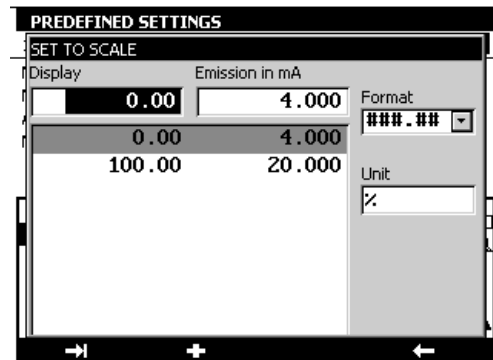 PREDEFINED SETTINGS
SET TO SCALE
Display Emission in mA
0.00 4.000 Format
###.##
0.00 4.000
100.00 20.000
Unit
%